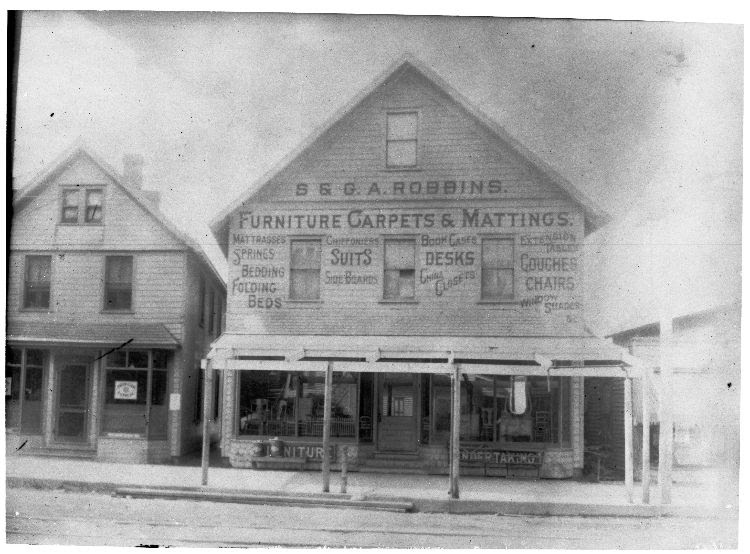 S & G. A. ROBBINS.
FURNITURE CARPETS & MATTINGS.
MATTRASSES
SPRINGS
BEDDING
FOLDING
BEDS
CHIFFONIERS
SUITS
SIDE BOARDS
BOOK CASES
DESKS
CHINA
CLOSETS
EXTENSION
TABLES
COUCHES
CHAIRS
WINDOW SHADES
&c
NITURE
UNDERTAKING